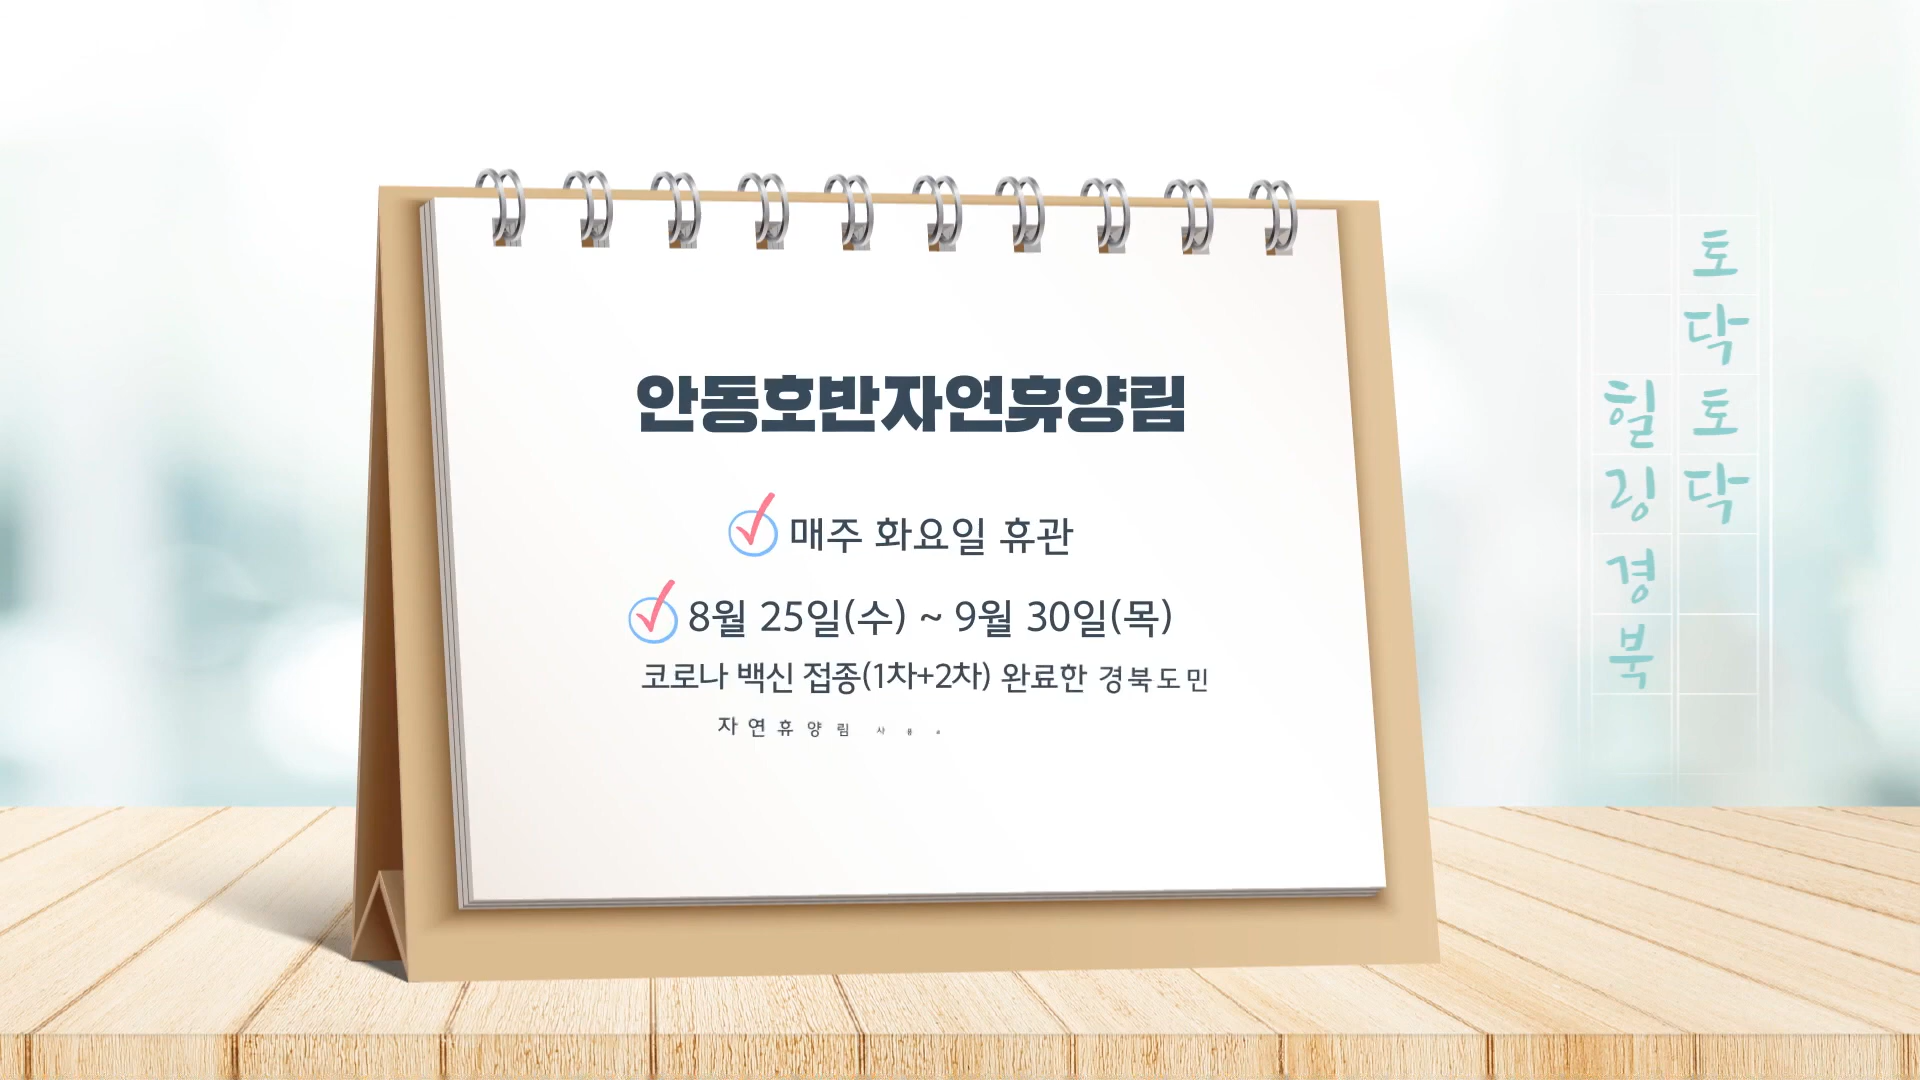 안동호반자연휴양림
매주 화요일 휴관
8월 25일(수) ~ 9월 30일(목)
코로나 백신 접종(1차+2차) 완료한 경북도민
자연휴양림
토닥토닥
힐링경북